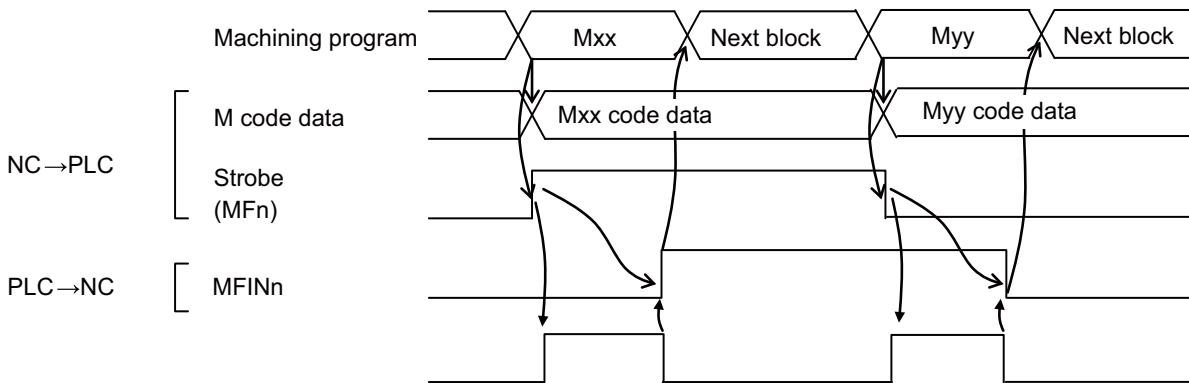 Machining program Mxx Next block Myy Next block
M code data Mxx code data Myy code data
NC→PLC
Strobe
(MFn)
PLC→NC MFINn